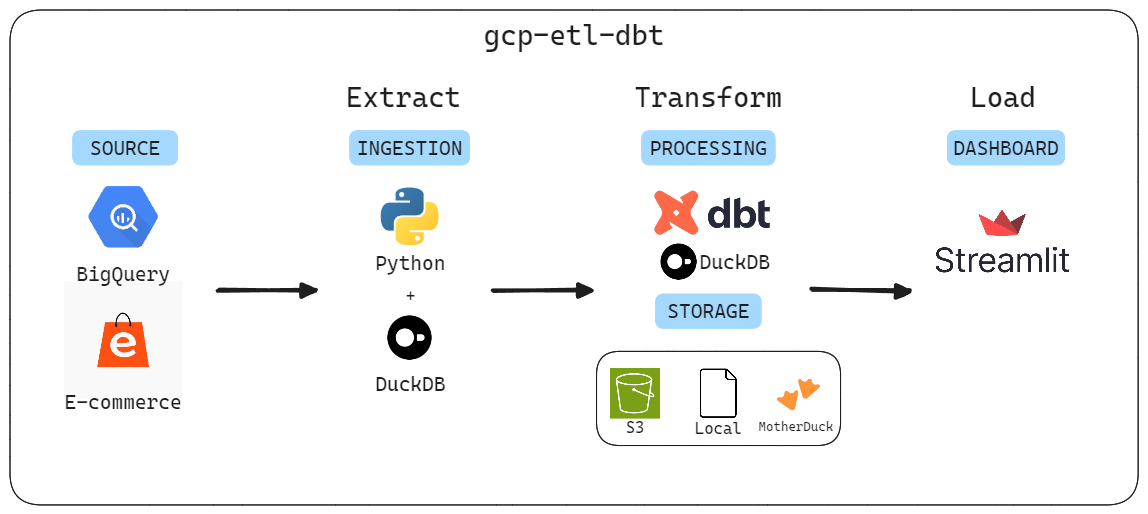 gcp-etl-dbt
Extract
Transform
Load
SOURCE
INGESTION
PROCESSING
DASHBOARD
BigQuery
e
E-commerce
Python
+
DuckDB
dbt
DuckDB
STORAGE
S3
Local
MotherDuck
Streamlit